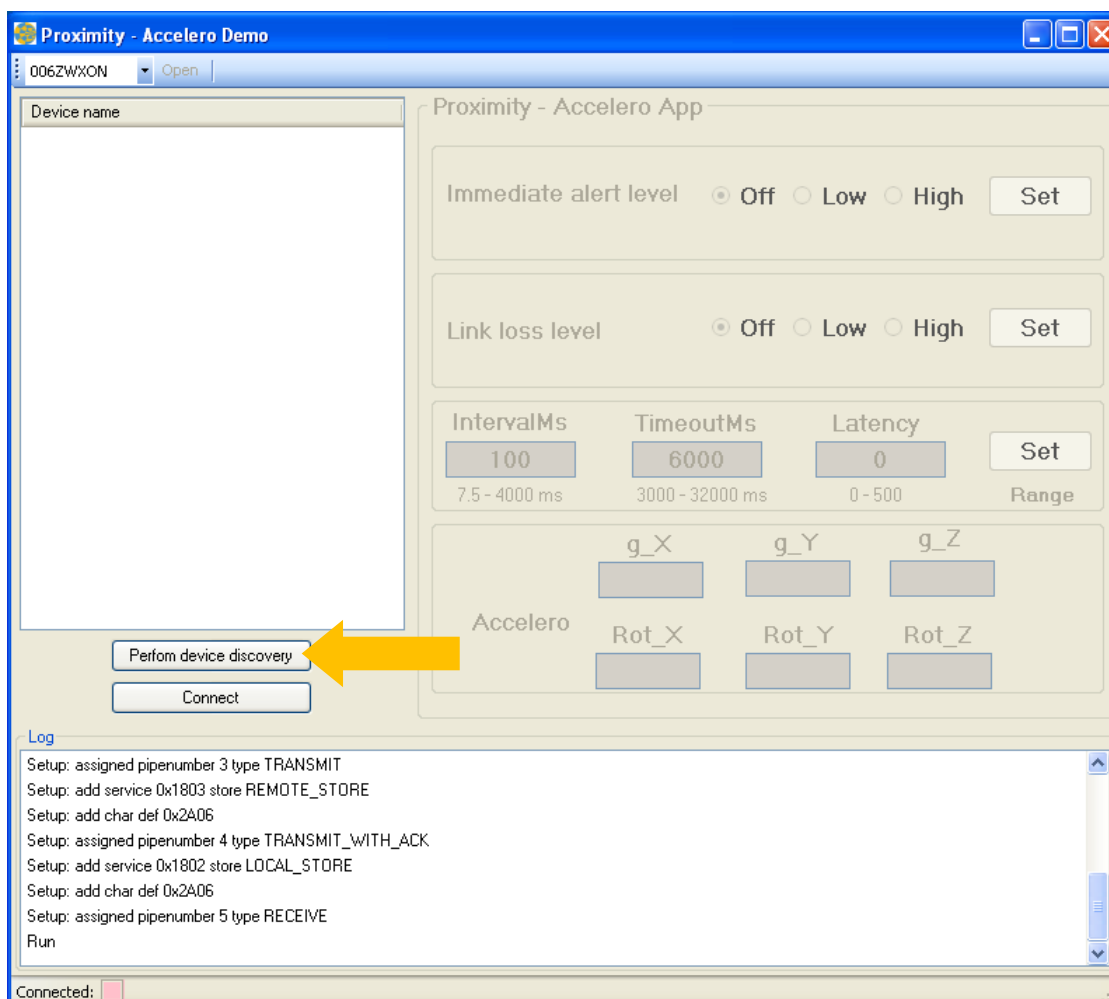 Proximity - Accelero Demo
006ZWXON Open
Device name
Proximity - Accelero App
Immediate alert level Off Low High Set
Link loss level Off Low High Set
IntervalMs TimeoutMs Latency
100 6000 0 Set
7.5 - 4000 ms 3000 - 32000 ms 0 - 500 Range
g_X g_Y g_Z
Accelero
Rot_X Rot_Y Rot_Z
Perfom device discovery
Connect
Log
Setup: assigned pipenumber 3 type TRANSMIT
Setup: add service 0x1803 store REMOTE_STORE
Setup: add char def 0x2A06
Setup: assigned pipenumber 4 type TRANSMIT_WITH_ACK
Setup: add service 0x1802 store LOCAL_STORE
Setup: add char def 0x2A06
Setup: assigned pipenumber 5 type RECEIVE
Run
Connected: